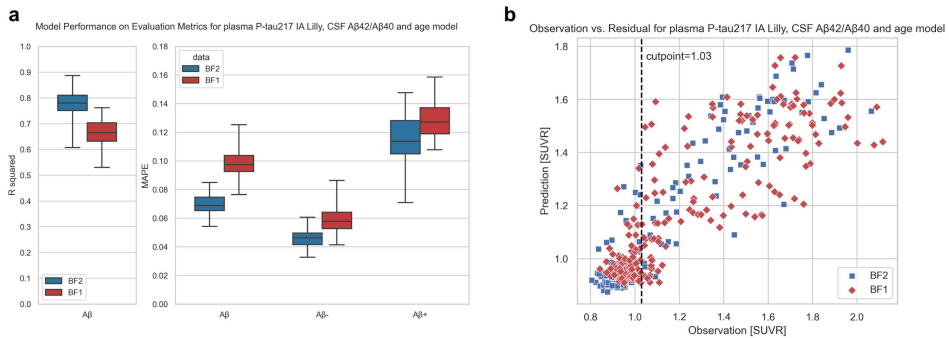 a
Model Performance on Evaluation Metrics for plasma P-tau217 IA Lilly, CSF Aβ42/Aβ40 and age model
R squared
1.0
0.9
0.8
0.7
0.6
0.5
0.4
0.3
0.2
0.1
0.0
BF2
BF1
Aβ
MAPE
0.18
0.16
0.14
0.12
0.10
0.08
0.06
0.04
0.02
0.00
data
BF2
BF1
Aβ
Aβ-
Aβ+
b
Observation vs. Residual for plasma P-tau217 IA Lilly, CSF Aβ42/Aβ40 and age model
cutpoint=1.03
Prediction [SUVR]
1.8
1.6
1.4
1.2
1.0
BF2
BF1
0.8 1.0 1.2 1.4 1.6 1.8 2.0
Observation [SUVR]